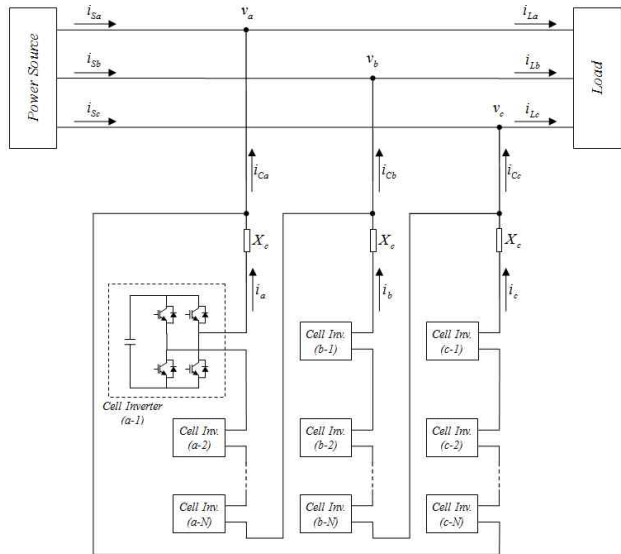 i_Sa
v_a
i_La
Power Source
i_Sb
v_b
i_Lb
Load
i_Sc
v_c
i_Lc
i_Ca
i_Cb
i_Cc
X_c
X_c
X_c
i_a
i_b
i_c
Cell Inv.
(b-1)
Cell Inv.
(c-1)
Cell Inverter
(a-1)
Cell Inv.
(a-2)
Cell Inv.
(b-2)
Cell Inv.
(c-2)
Cell Inv.
(a-N)
Cell Inv.
(b-N)
Cell Inv.
(c-N)